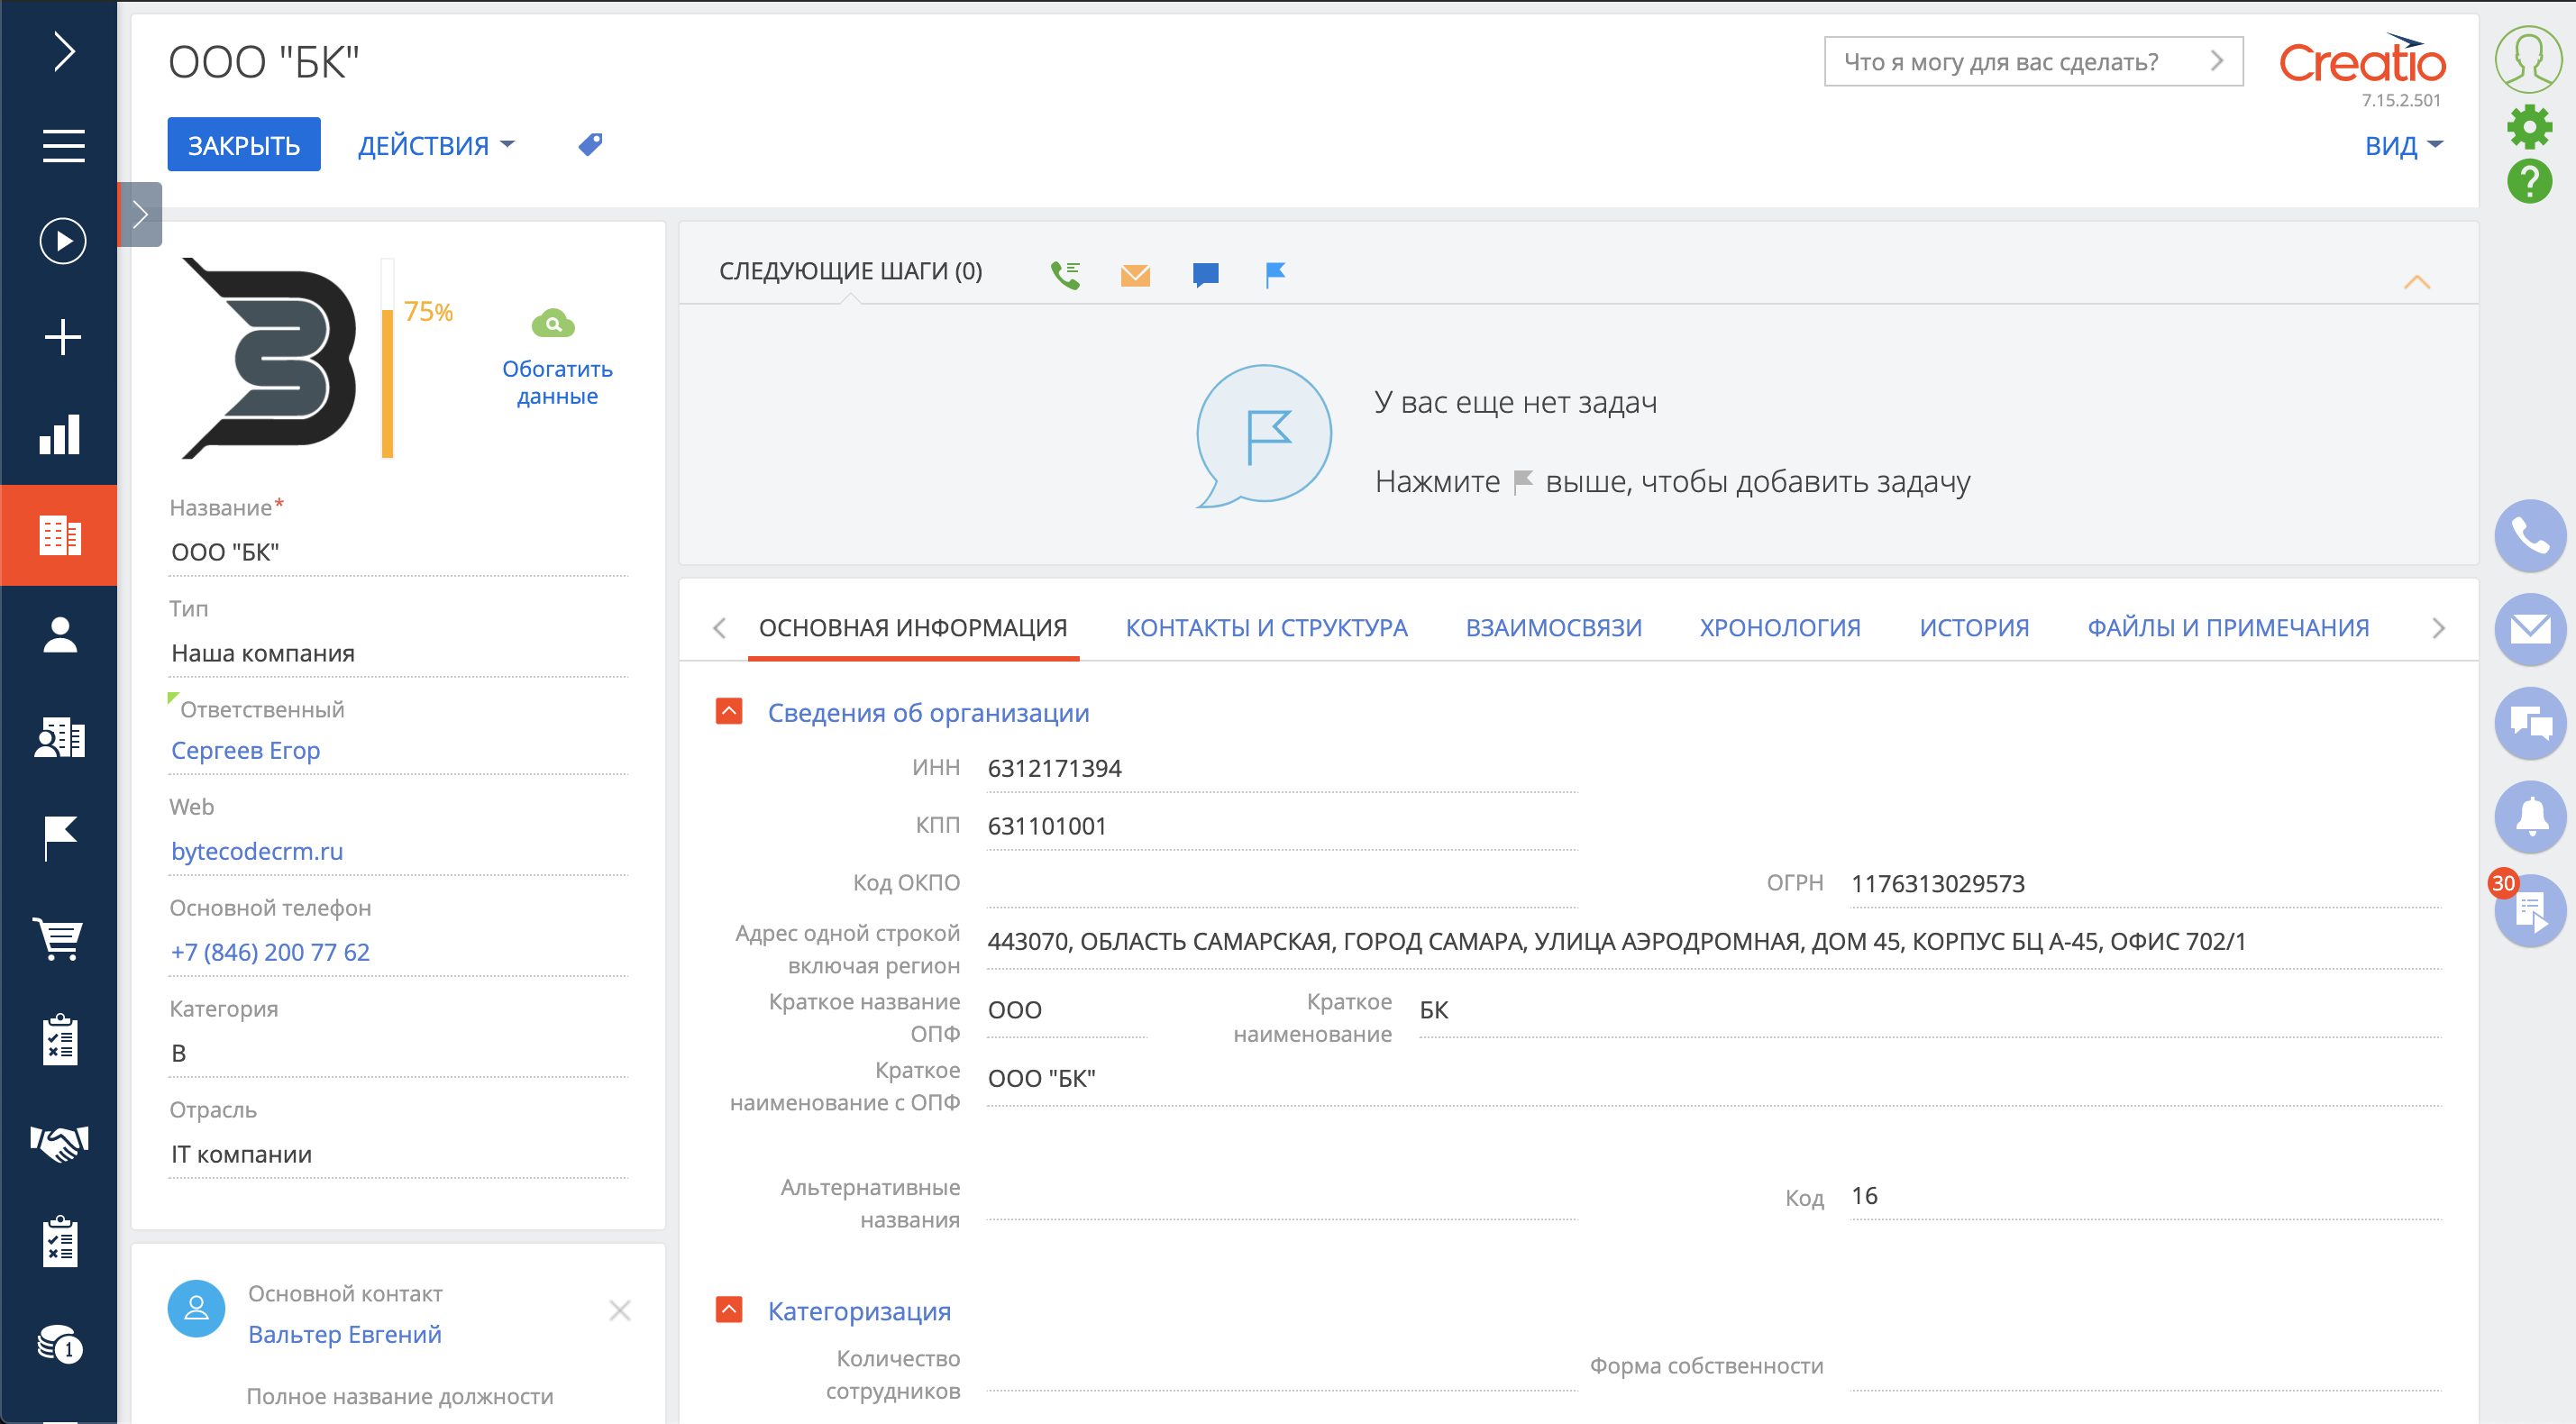 ООО "БК"
Что я могу для вас сделать?
Creatio
7.15.2.501
ЗАКРЫТЬ
ДЕЙСТВИЯ
ВИД
75%
Обогатить
данные
Название*
ООО "БК"
Тип
Наша компания
Ответственный
Сергеев Егор
Web
bytecodecrm.ru
Основной телефон
+7 (846) 200 77 62
Категория
B
Отрасль
IT компании
Основной контакт
Вальтер Евгений
Полное название должности
СЛЕДУЮЩИЕ ШАГИ (0)
У вас еще нет задач
Нажмите выше, чтобы добавить задачу
ОСНОВНАЯ ИНФОРМАЦИЯ КОНТАКТЫ И СТРУКТУРА ВЗАИМОСВЯЗИ ХРОНОЛОГИЯ ИСТОРИЯ ФАЙЛЫ И ПРИМЕЧАНИЯ
Сведения об организации
ИНН 6312171394
КПП 631101001
Код ОКПО
ОГРН 1176313029573
Адрес одной строкой
включая регион
443070, ОБЛАСТЬ САМАРСКАЯ, ГОРОД САМАРА, УЛИЦА АЭРОДРОМНАЯ, ДОМ 45, КОРПУС БЦ А-45, ОФИС 702/1
Краткое название
ОПФ
ООО
Краткое
наименование
БК
Краткое
наименование с ОПФ
ООО "БК"
Альтернативные
названия
Код 16
Категоризация
Количество
сотрудников
Форма собственности
30
1